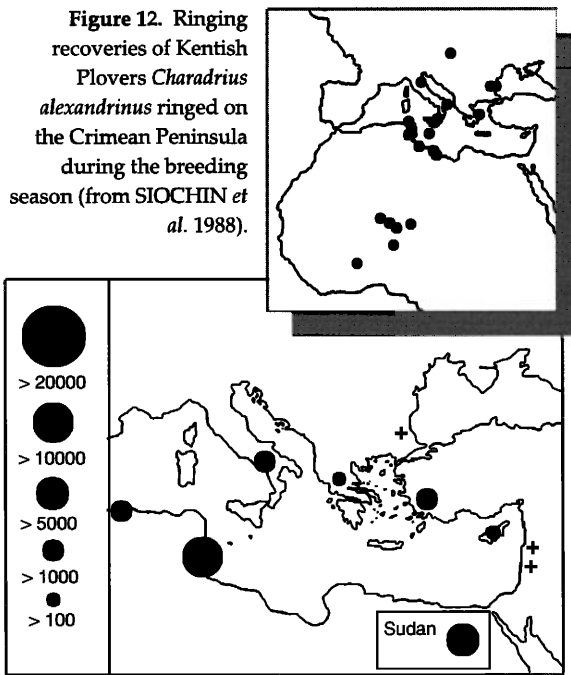 Figure 12. Ringing
recoveries of Kentish
Plovers Charadrius
alexandrinus ringed on
the Crimean Peninsula
during the breeding
season (from SIOCHIN et
al. 1988).
> 20000
> 10000
> 5000
> 1000
> 100
Sudan